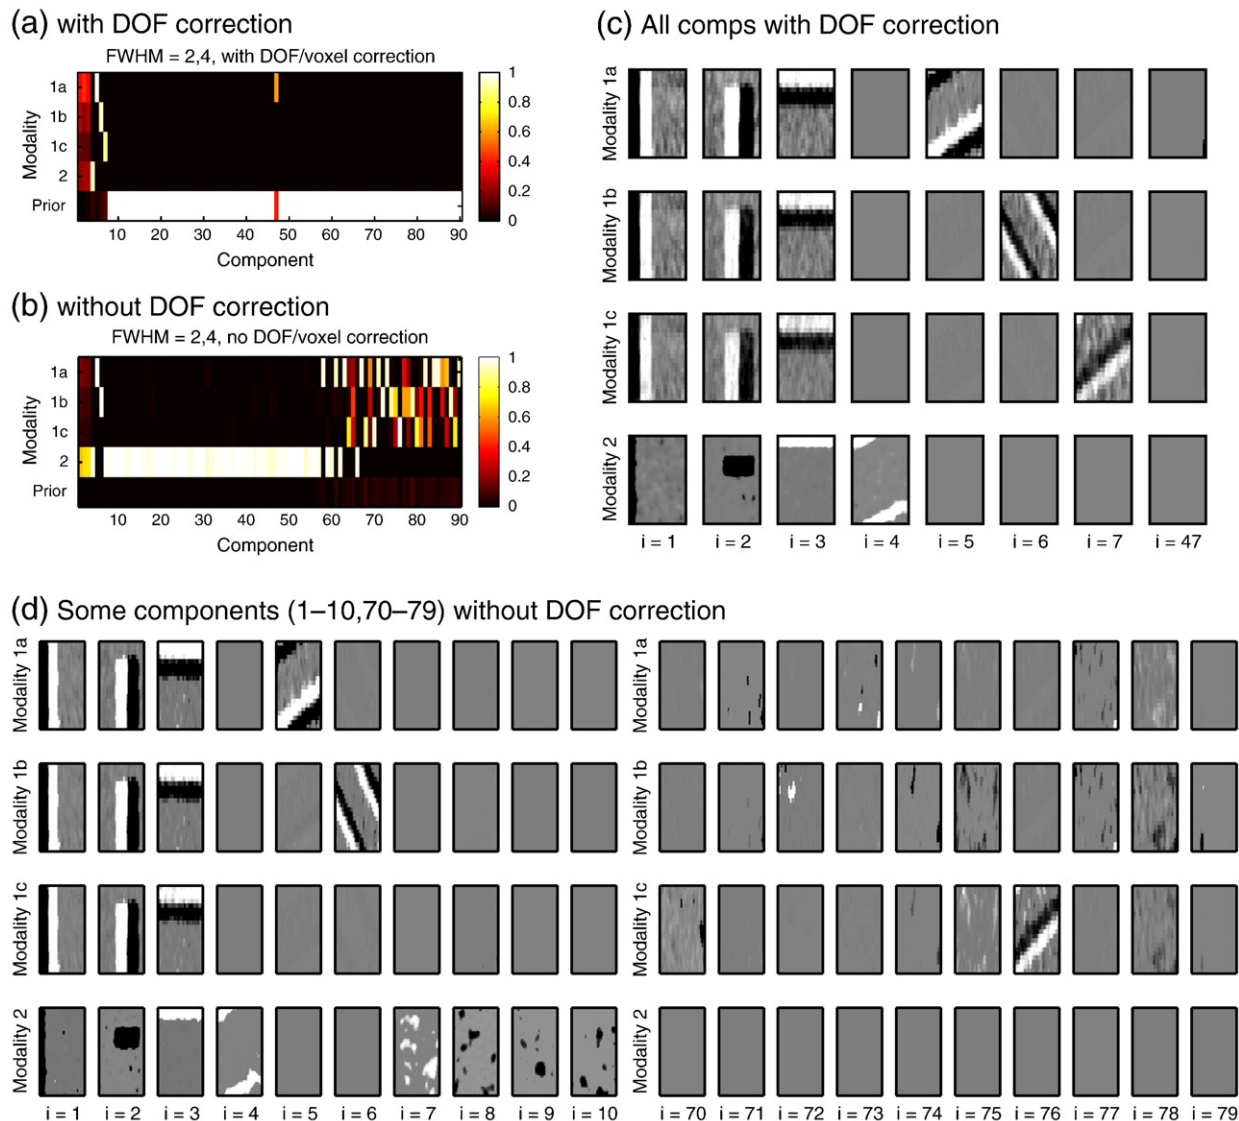 (a) with DOF correction
FWHM = 2,4, with DOF/voxel correction
Modality
1a
1b
1c
2
Prior
10 20 30 40 50 60 70 80 90
Component
1
0.8
0.6
0.4
0.2
0
(b) without DOF correction
FWHM = 2,4, no DOF/voxel correction
Modality
1a
1b
1c
2
Prior
10 20 30 40 50 60 70 80 90
Component
1
0.8
0.6
0.4
0.2
0
(c) All comps with DOF correction
Modality 1a
Modality 1b
Modality 1c
Modality 2
i = 1 i = 2 i = 3 i = 4 i = 5 i = 6 i = 7 i = 47
(d) Some components (1–10,70–79) without DOF correction
Modality 1a
Modality 1b
Modality 1c
Modality 2
i = 1 i = 2 i = 3 i = 4 i = 5 i = 6 i = 7 i = 8 i = 9 i = 10
Modality 1a
Modality 1b
Modality 1c
Modality 2
i = 70 i = 71 i = 72 i = 73 i = 74 i = 75 i = 76 i = 77 i = 78 i = 79